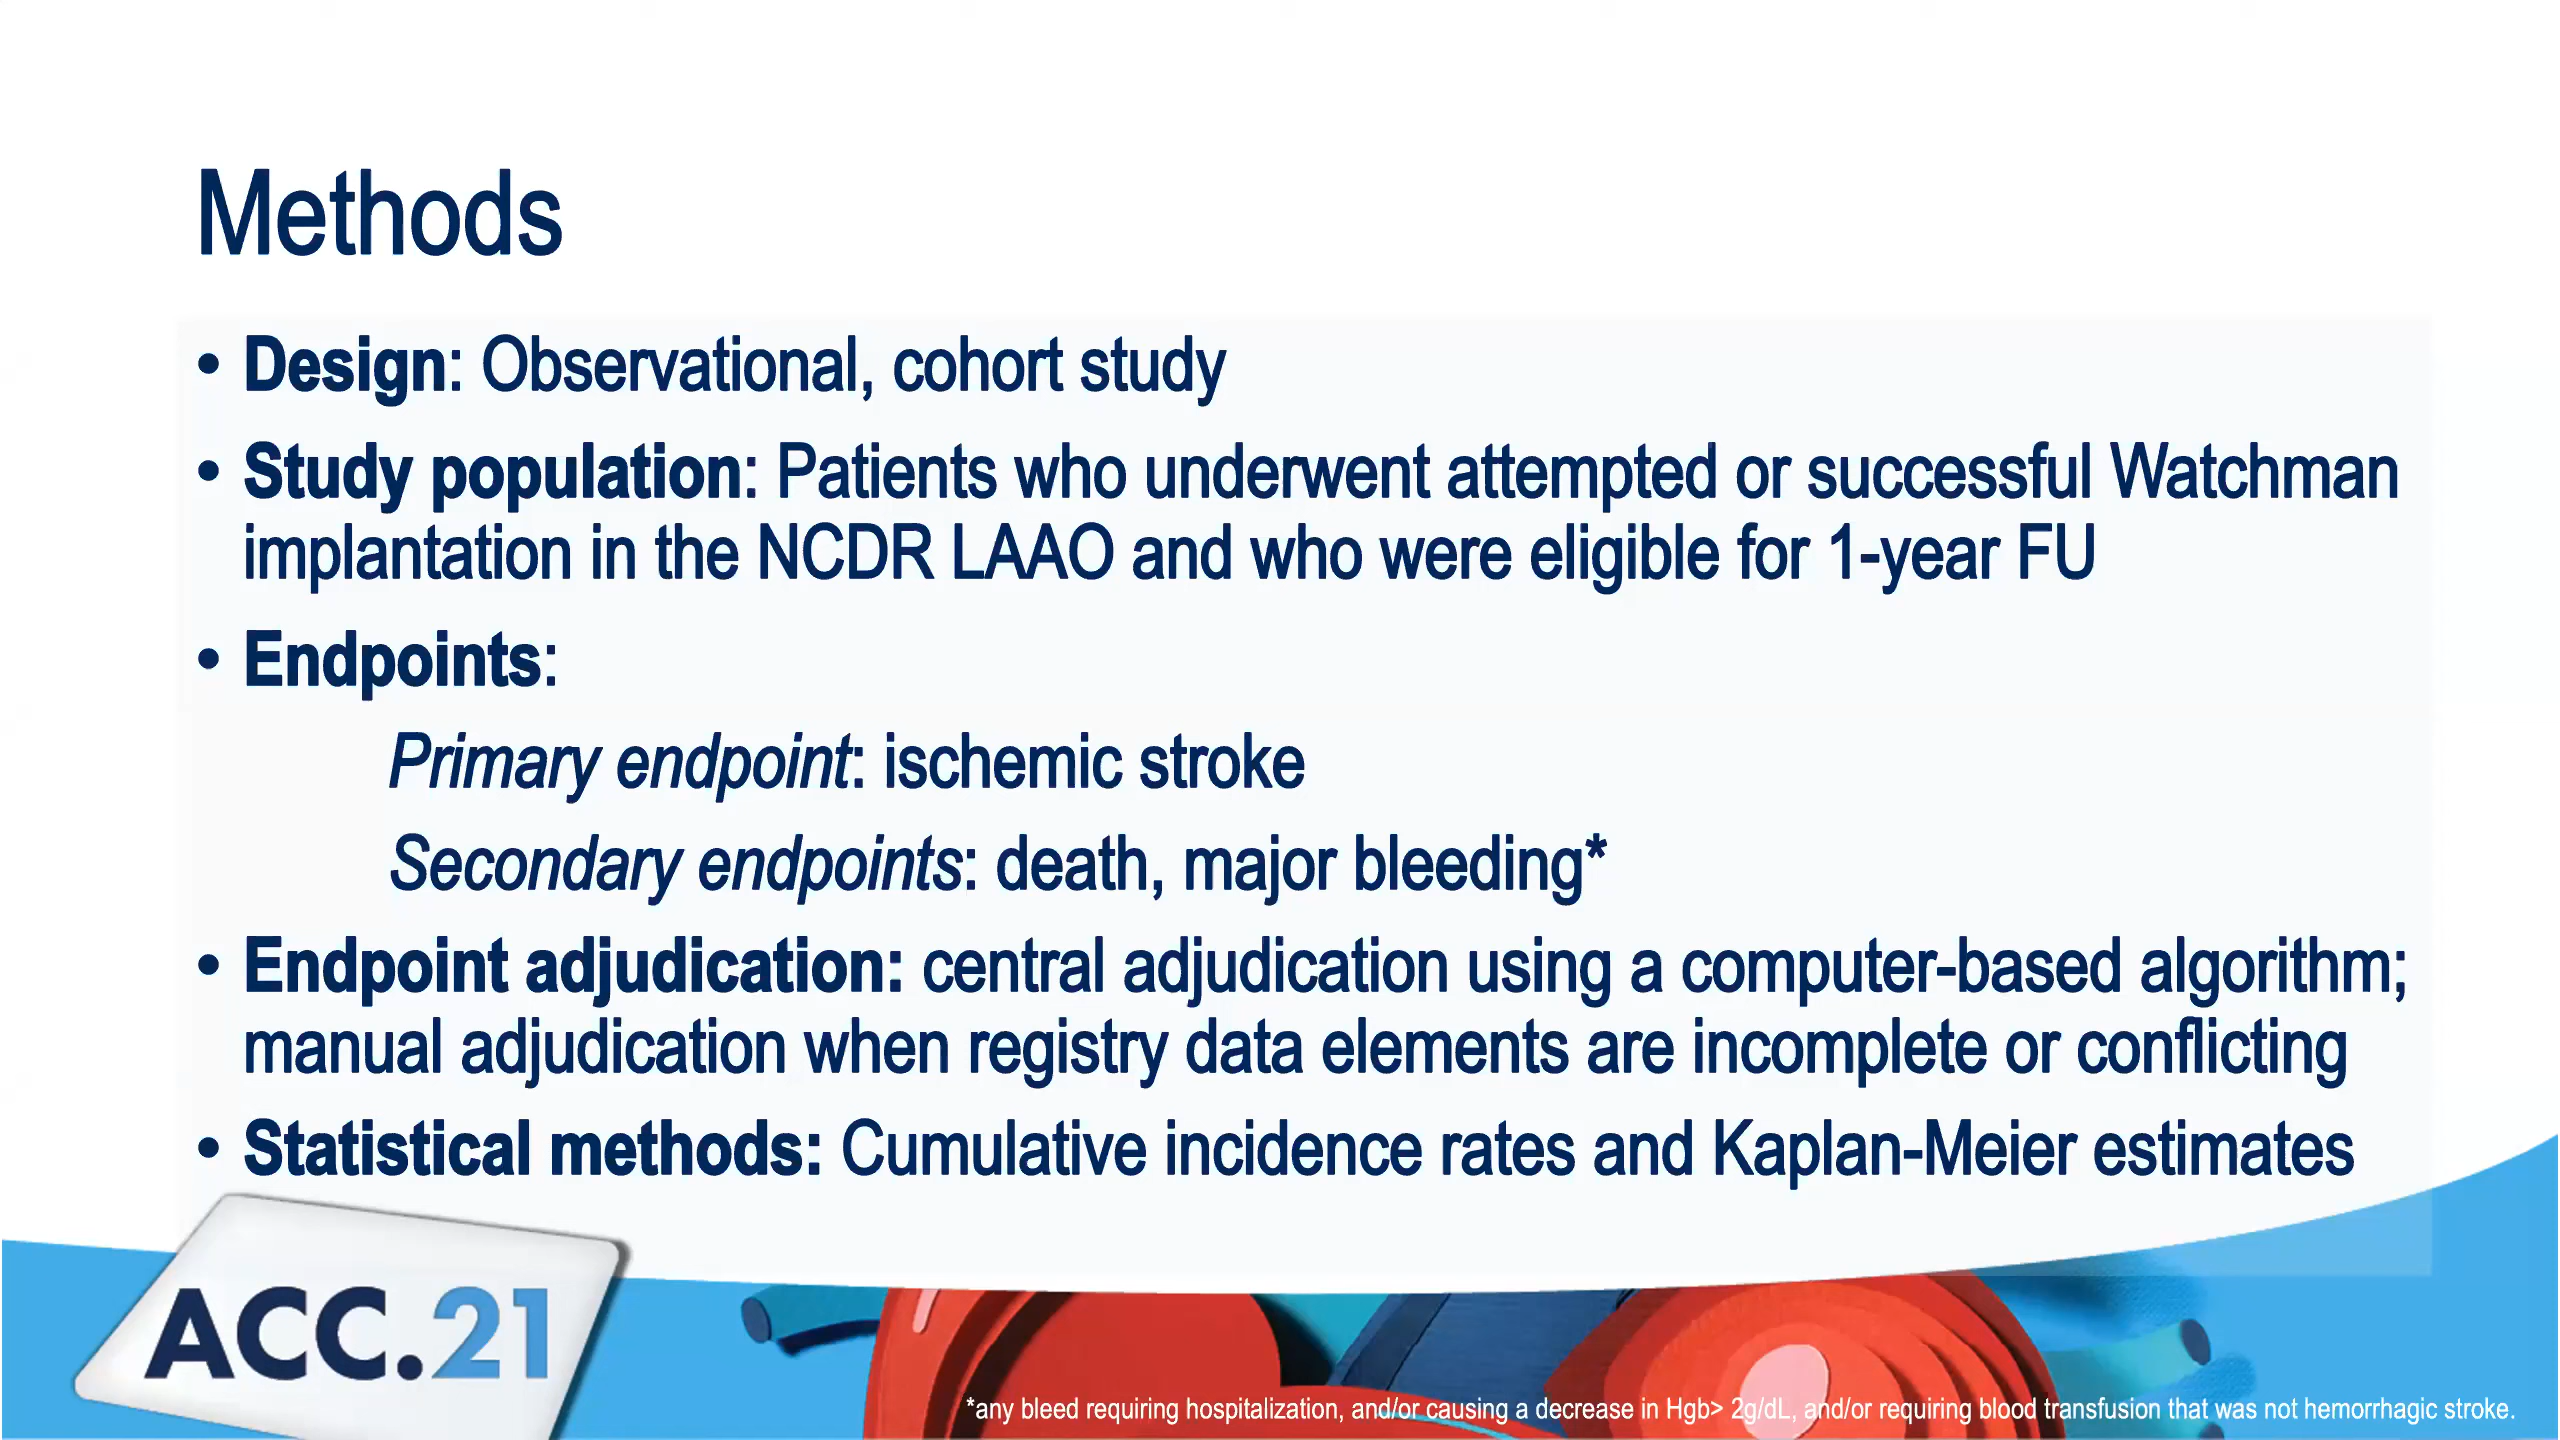 Methods
• Design: Observational, cohort study
• Study population: Patients who underwent attempted or successful Watchman
implantation in the NCDR LAAO and who were eligible for 1-year FU
• Endpoints:
Primary endpoint: ischemic stroke
Secondary endpoints: death, major bleeding*
• Endpoint adjudication: central adjudication using a computer-based algorithm;
manual adjudication when registry data elements are incomplete or conflicting
• Statistical methods: Cumulative incidence rates and Kaplan-Meier estimates
ACC.21
*any bleed requiring hospitalization, and/or causing a decrease in Hgb> 2g/dL, and/or requiring blood transfusion that was not hemorrhagic stroke.